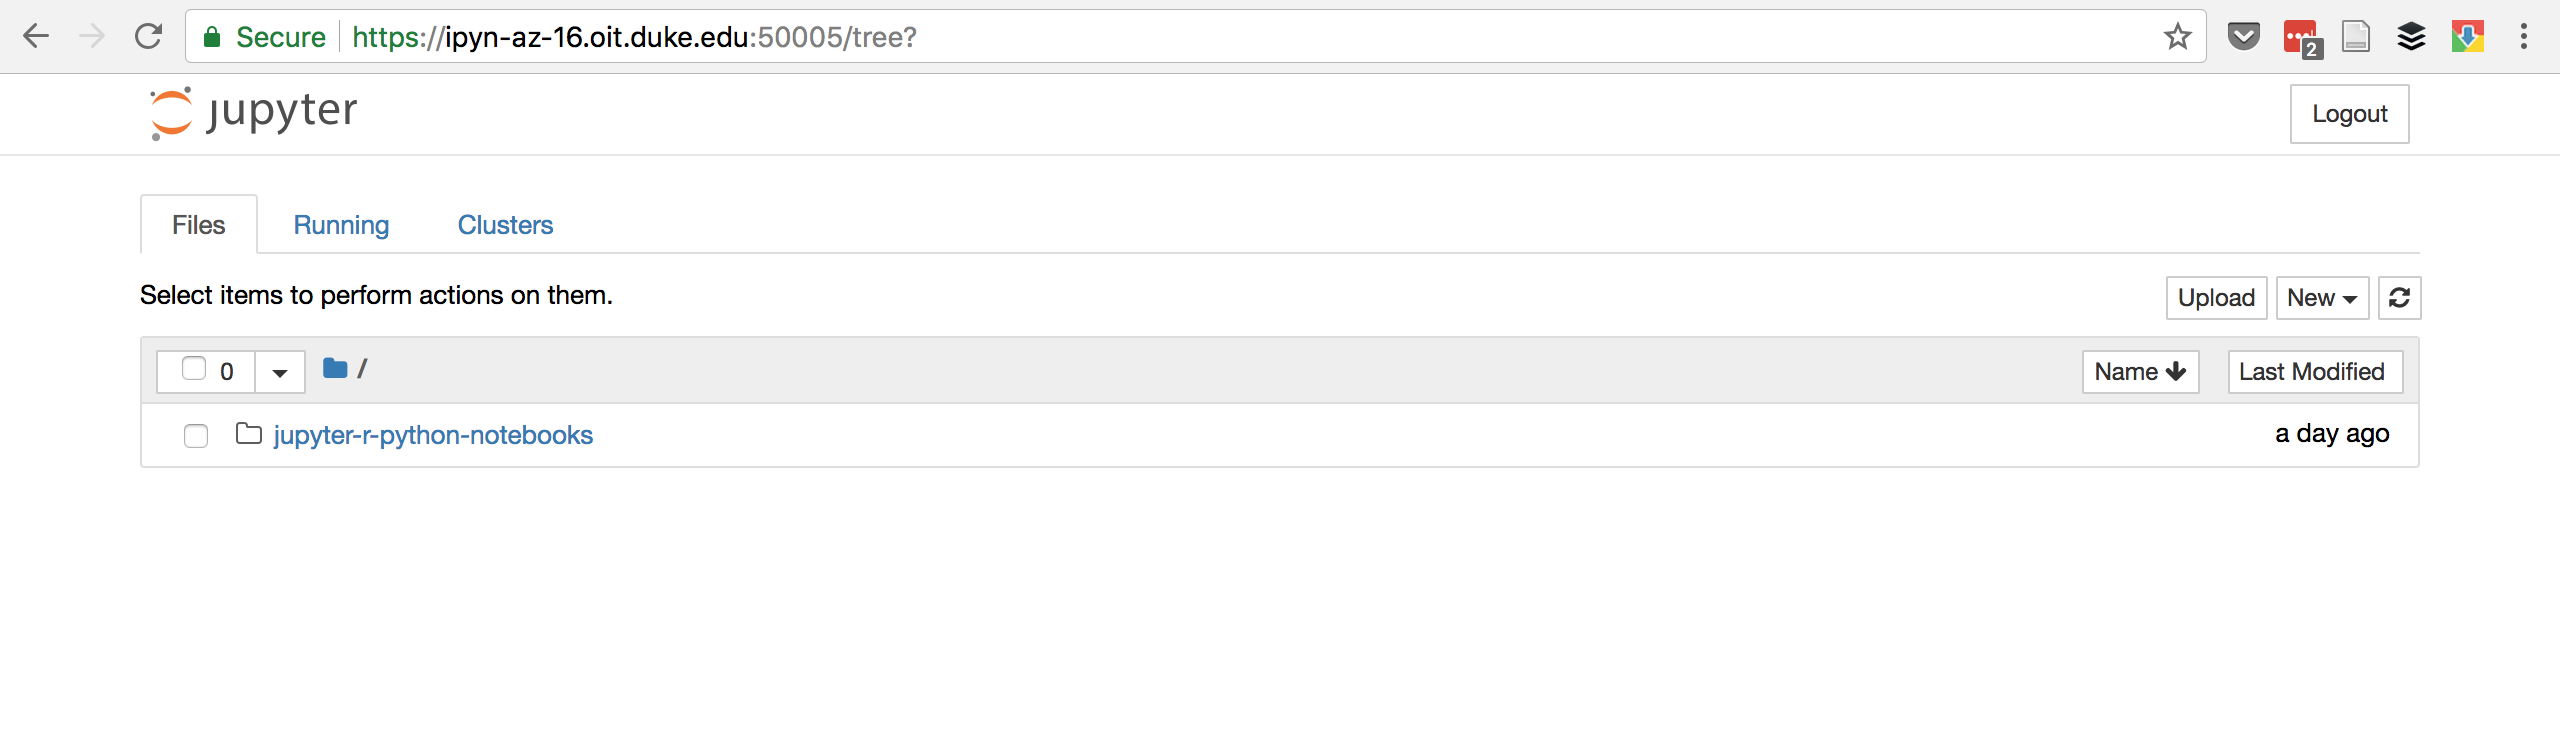 Secure https://ipyn-az-16.oit.duke.edu:50005/tree?
2
jupyter
Logout
Files Running Clusters
Select items to perform actions on them.
Upload New
0 / Name Last Modified
jupyter-r-python-notebooks a day ago